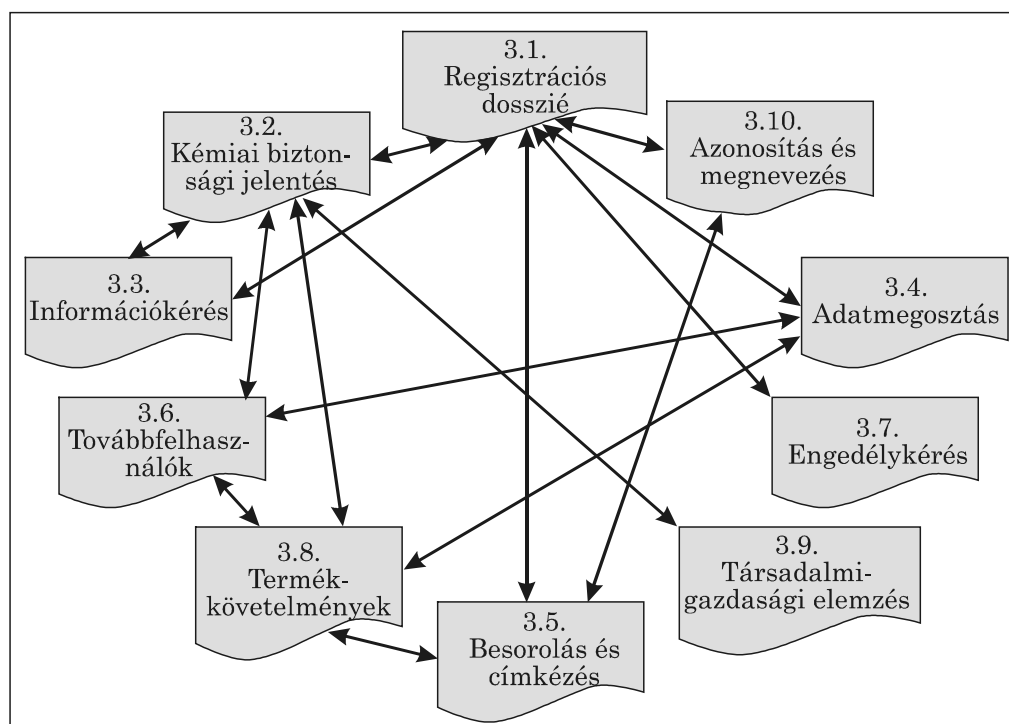 3.1.
Regisztrációs
dosszié
3.2.
Kémiai bizton-
sági jelentés
3.10.
Azonosítás és
megnevezés
3.3.
Információkérés
3.4.
Adatmegosztás
3.6.
Továbbfelhasz-
nálók
3.7.
Engedélykérés
3.8.
Termék-
követelmények
3.9.
Társadalmi-
gazdasági elemzés
3.5.
Besorolás és
címkézés